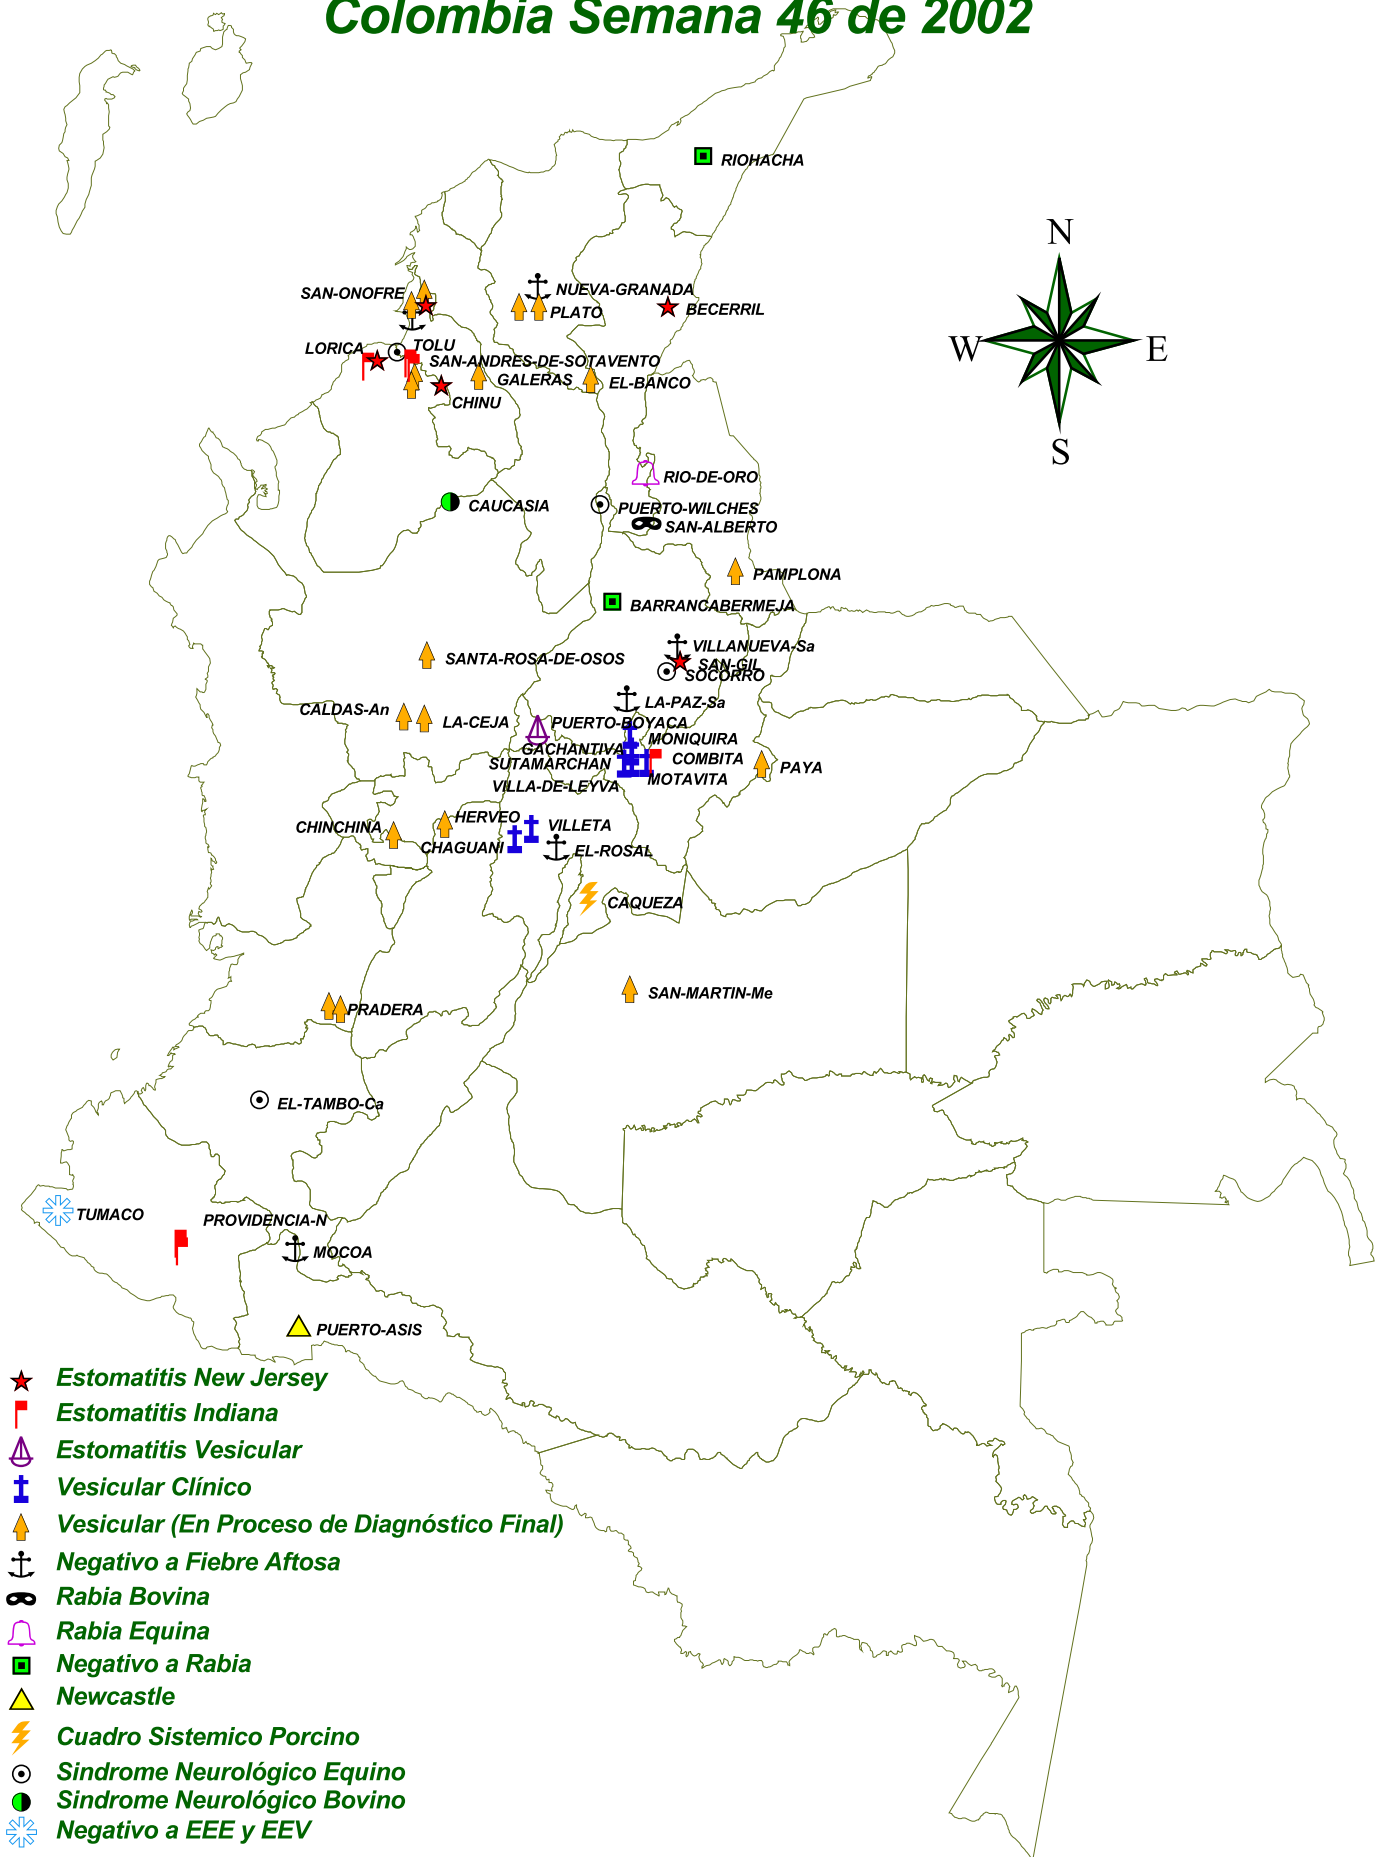 Colombia Semana 46 de 2002
RIOHACHA
N
W
E
S
SAN-ONOFRE
NUEVA-GRANADA
PLATO
BECERRIL
LORICA
TOLU
SAN-ANDRES-DE-SOTAVENTO
GALERAS
EL-BANCO
CHINU
RIO-DE-ORO
CAUCASIA
PUERTO-WILCHES
SAN-ALBERTO
PAMPLONA
BARRANCABERMEJA
VILLANUEVA-Sa
SANTA-ROSA-DE-OSOS
SAN-GIL
SOCORRO
LA-PAZ-Sa
CALDAS-An
LA-CEJA
PUERTO-BOYACA
MONIQUIRA
GACHANTIVA
COMBITA
SUTAMARCHAN
PAYA
MOTAVITA
VILLA-DE-LEYVA
HERVEO
CHINCHINA
VILLETA
CHAGUANI
EL-ROSAL
CAQUEZA
SAN-MARTIN-Me
PRADERA
EL-TAMBO-Ca
TUMACO
PROVIDENCIA-N
MOCOA
PUERTO-ASIS
Estomatitis New Jersey
Estomatitis Indiana
Estomatitis Vesicular
Vesicular Clínico
Vesicular (En Proceso de Diagnóstico Final)
Negativo a Fiebre Aftosa
Rabia Bovina
Rabia Equina
Negativo a Rabia
Newcastle
Cuadro Sistemico Porcino
Sindrome Neurológico Equino
Sindrome Neurológico Bovino
Negativo a EEE y EEV